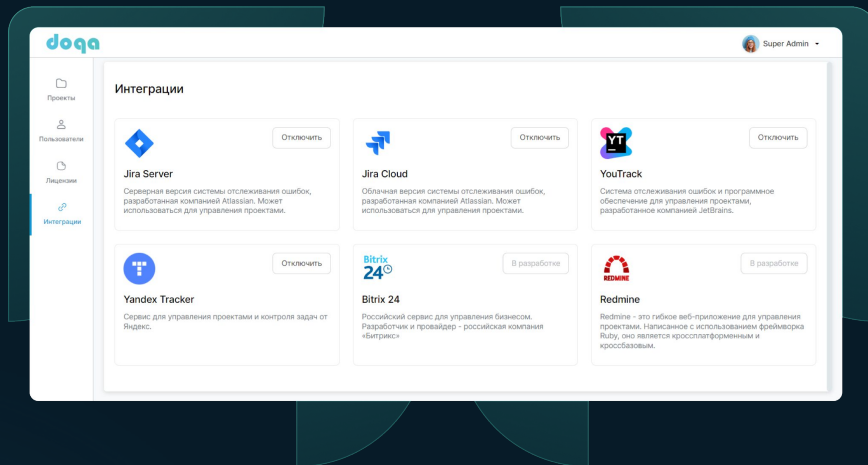 doqa
Super Admin
Проекты
Пользователи
Лицензии
Интеграции
Интеграции
Отключить
Jira Server
Серверная версия системы отслеживания ошибок,
разработанная компанией Atlassian. Может
использоваться для управления проектами.
Отключить
Jira Cloud
Облачная версия системы отслеживания ошибок,
разработанная компанией Atlassian. Может
использоваться для управления проектами.
YT
Отключить
YouTrack
Система отслеживания ошибок и программное
обеспечение для управления проектами,
разработанное компанией JetBrains.
Отключить
Yandex Tracker
Сервис для управления проектами и контроля задач от
Яндекс.
Bitrix
24
В разработке
Bitrix 24
Российский сервис для управления бизнесом.
Разработчик и провайдер - российская компания
«Битрикс»
REDMINE
В разработке
Redmine
Redmine - это гибкое веб-приложение для управления
проектами. Написанное с использованием фреймворка
Ruby, оно является кроссплатформенным и
кроссбазовым.